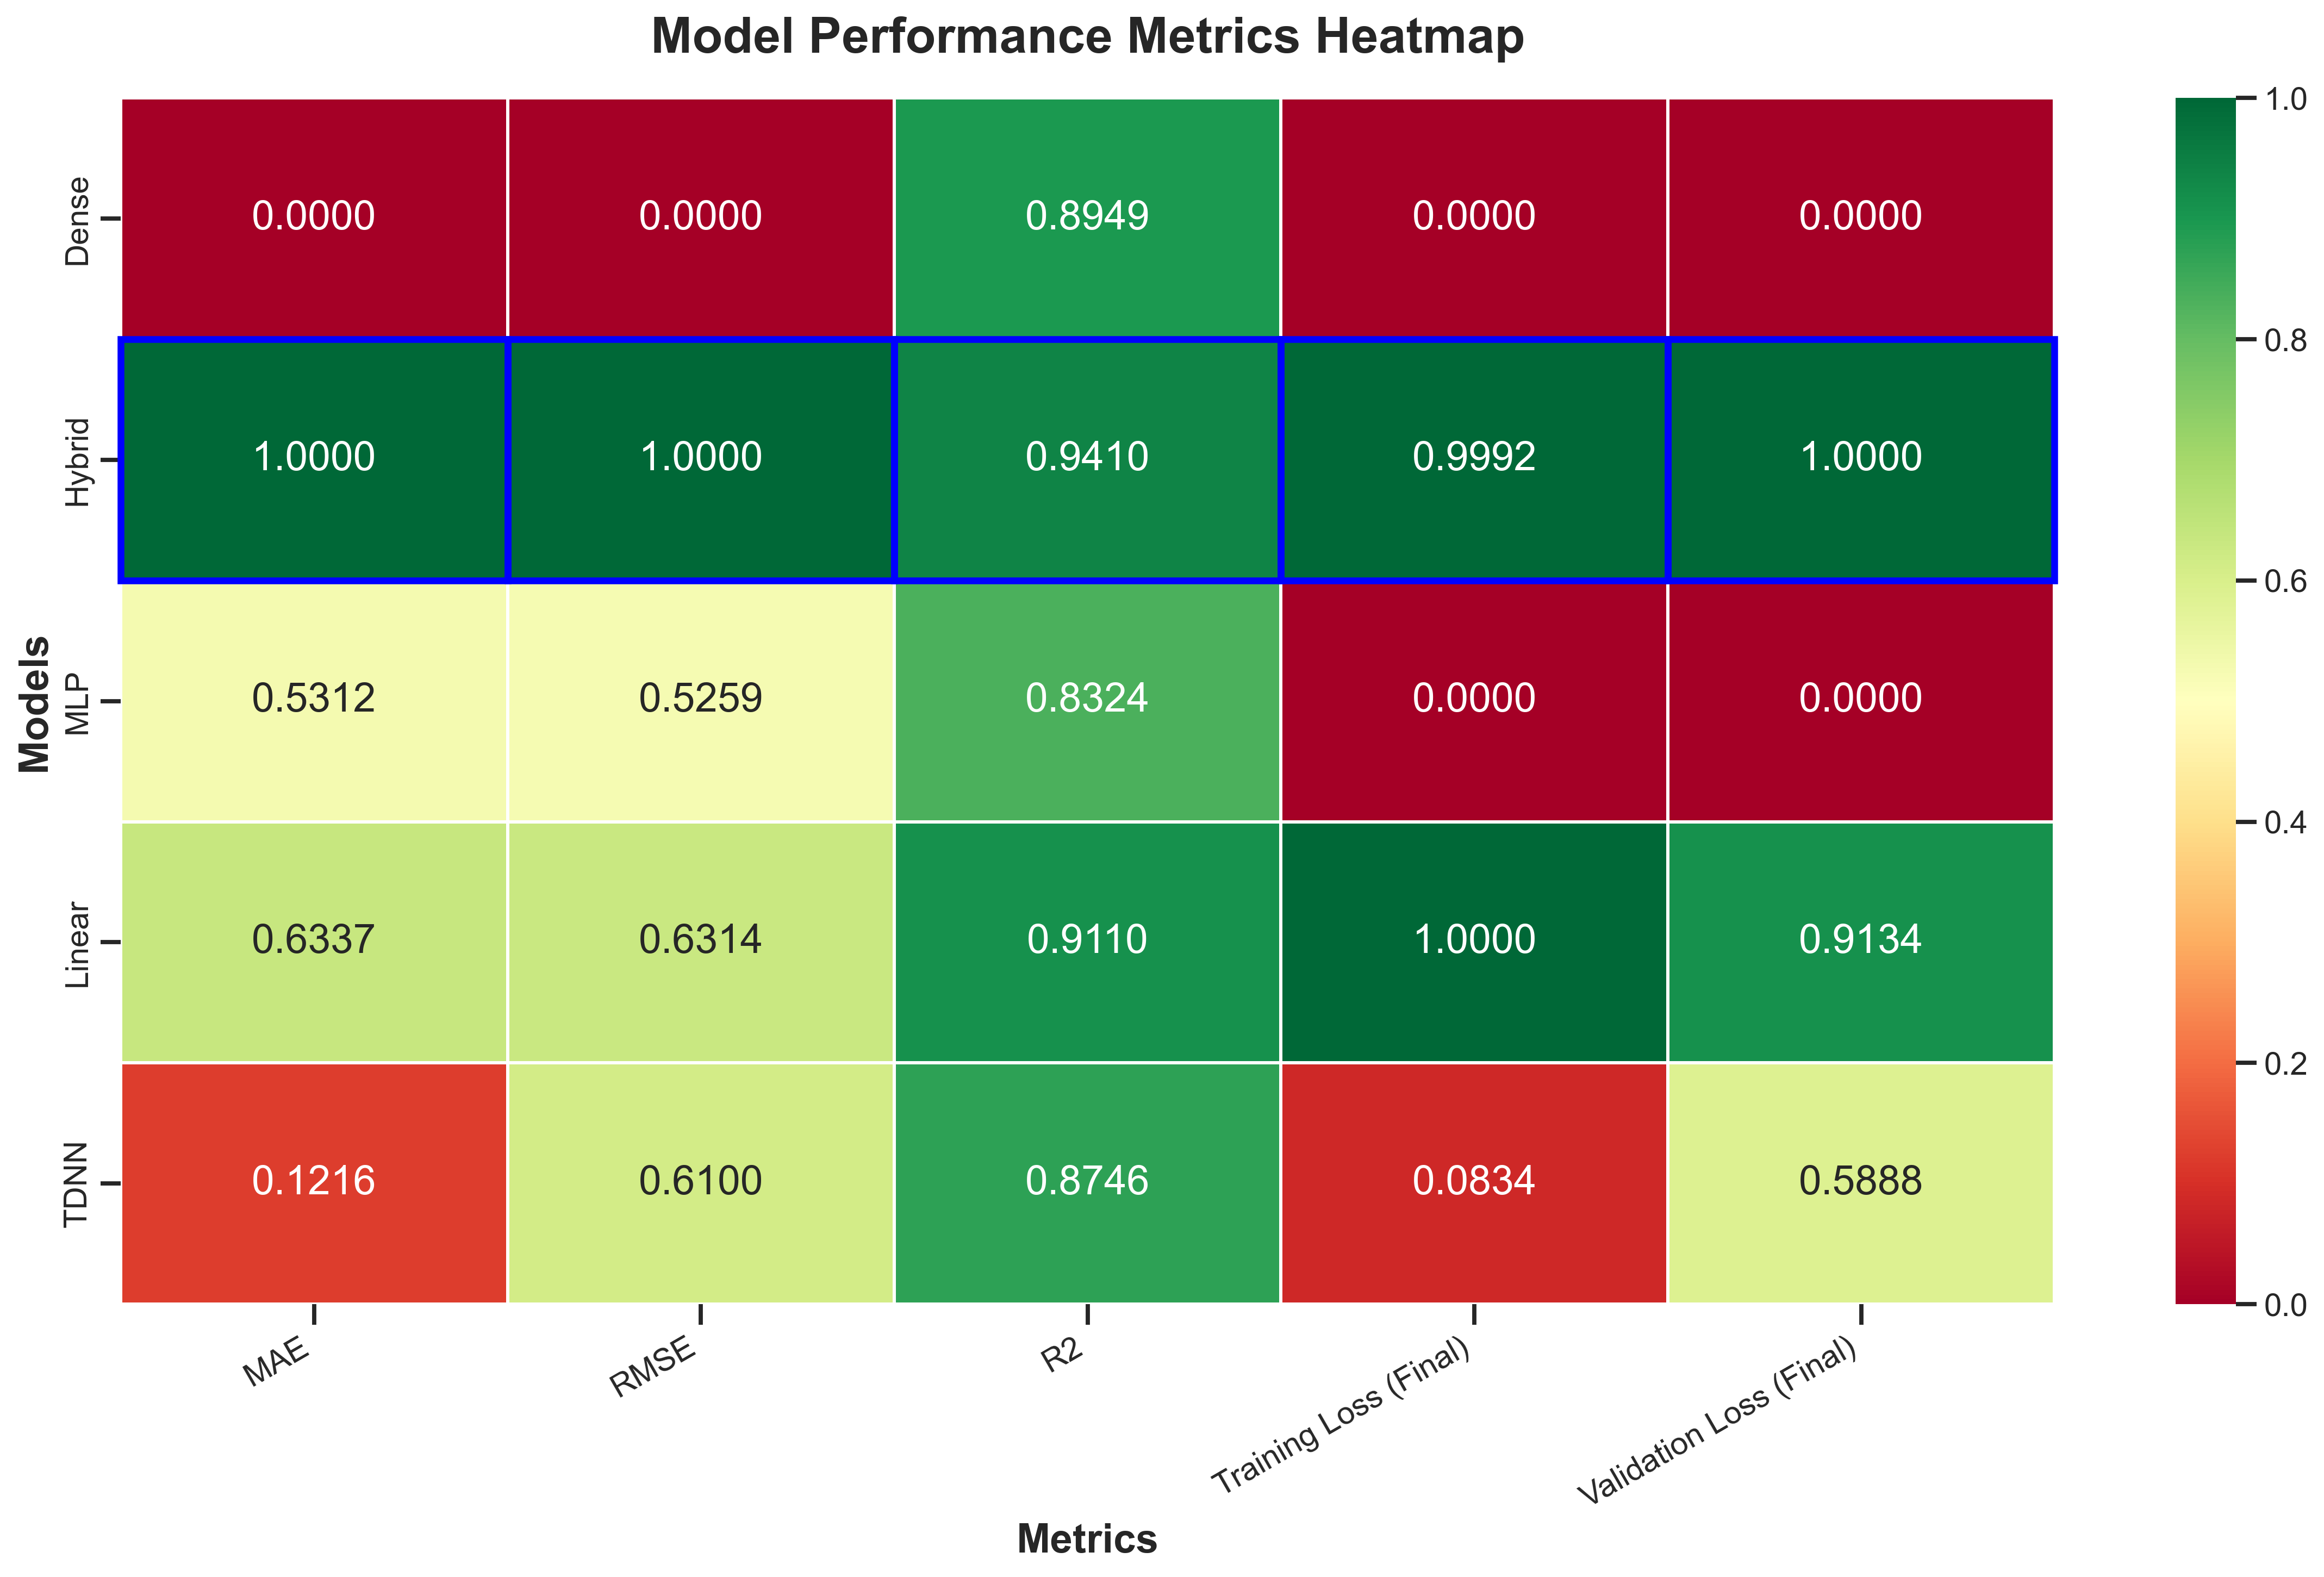 Model Performance Metrics Heatmap
Models
Dense
0.0000 0.0000 0.8949 0.0000 0.0000
Hybrid
1.0000 1.0000 0.9410 0.9992 1.0000
MLP
0.5312 0.5259 0.8324 0.0000 0.0000
Linear
0.6337 0.6314 0.9110 1.0000 0.9134
TDNN
0.1216 0.6100 0.8746 0.0834 0.5888
MAE
RMSE
R2
Training Loss (Final)
Validation Loss (Final)
Metrics
1.0
0.8
0.6
0.4
0.2
0.0